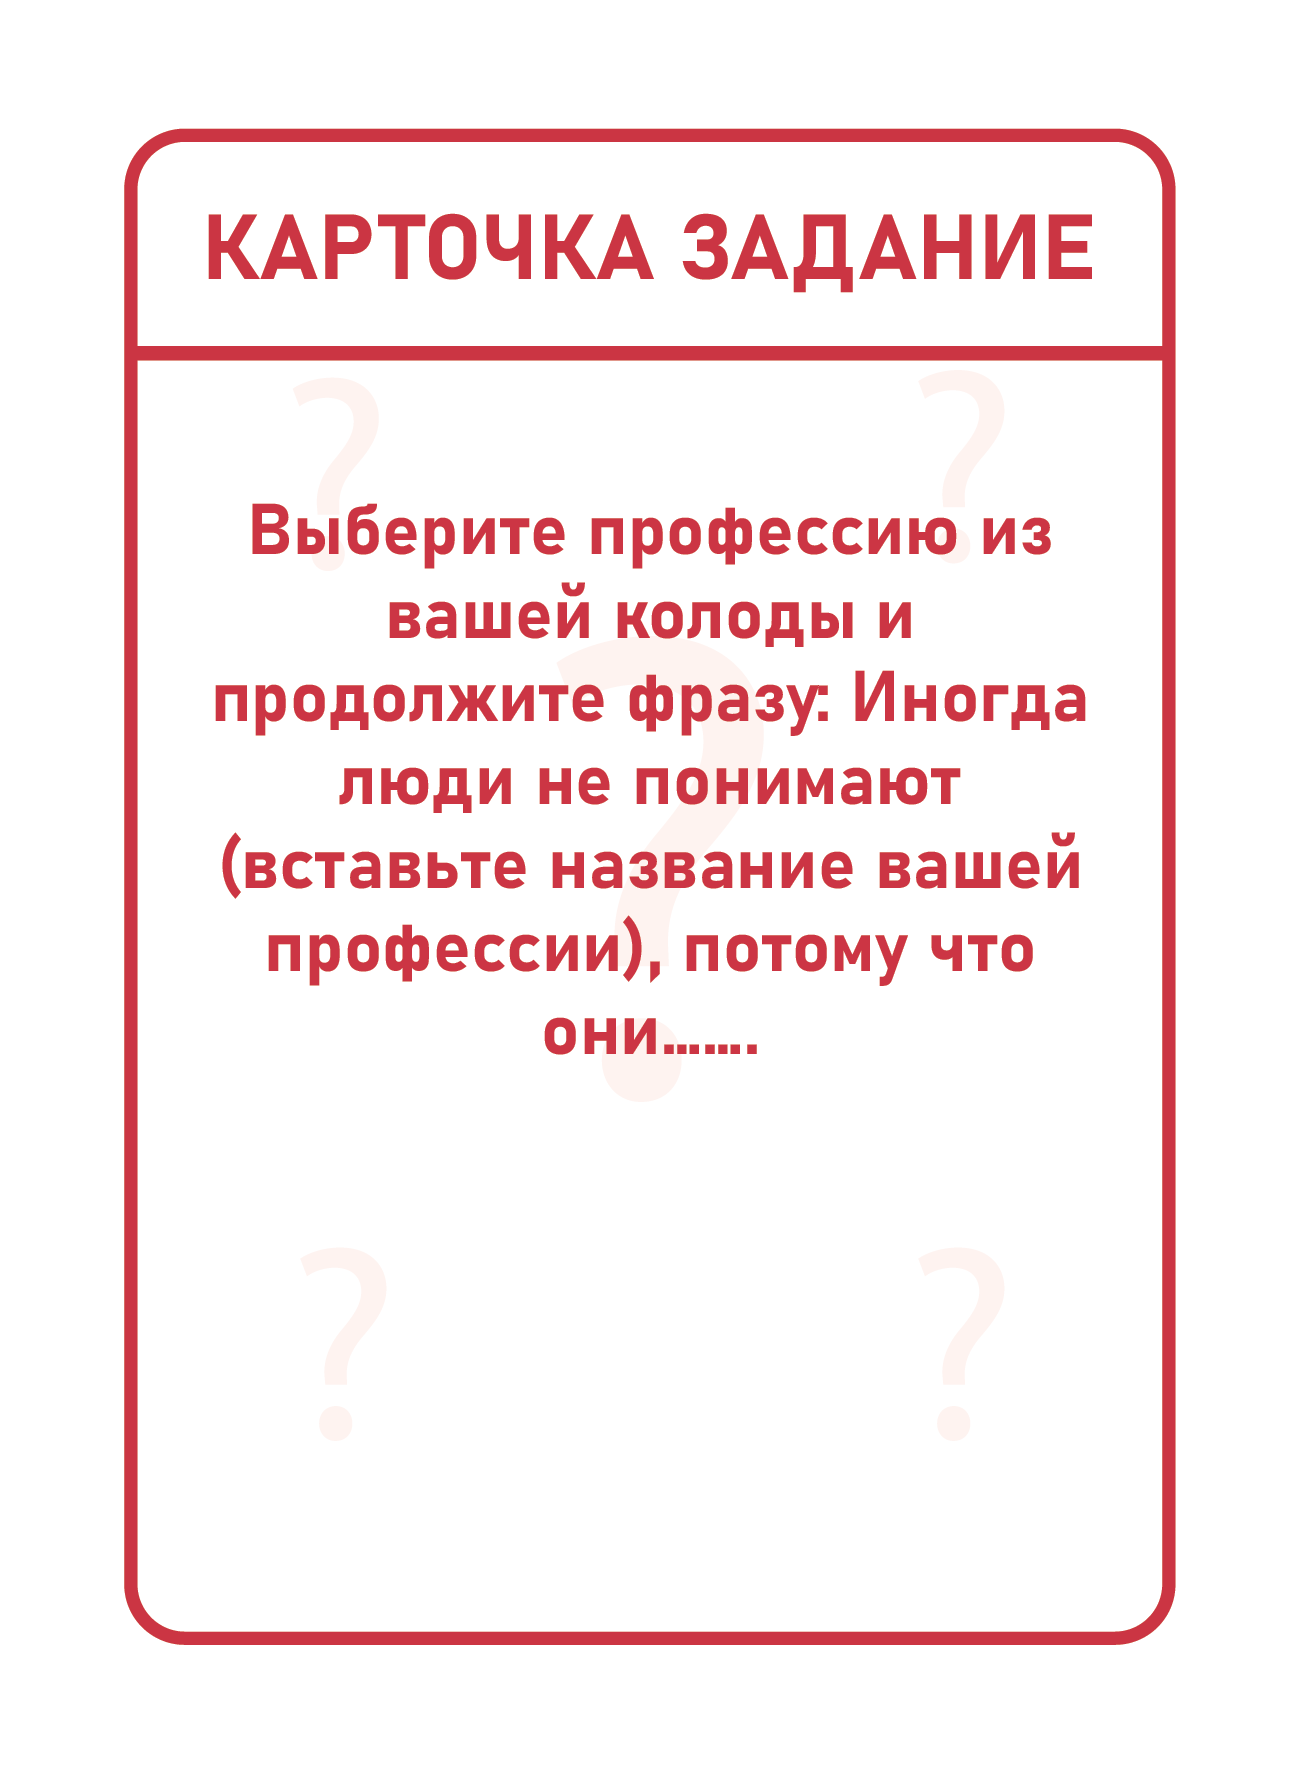 КАРТОЧКА ЗАДАНИЕ
Выберите профессию из
вашей колоды и
продолжите фразу: Иногда
люди не понимают
(вставьте название вашей
профессии), потому что
они.......